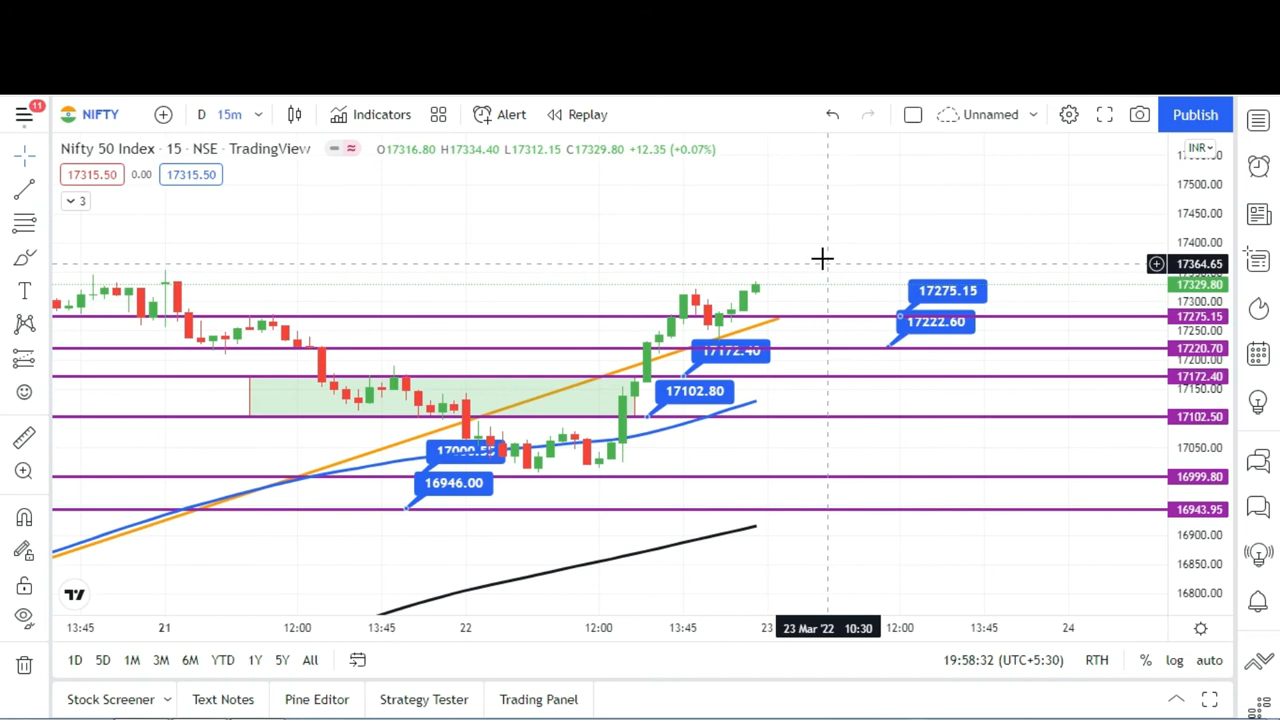 11
NIFTY
D
15m
Indicators
Alert
Replay
Unnamed
Publish
Nifty 50 Index · 15 · NSE · TradingView
O17316.80 H17334.40 L17312.15 C17329.80 +12.35 (+0.07%)
INR
17315.50
0.00
17315.50
3
17500.00
17450.00
17400.00
17364.65
17329.80
17300.00
17275.15
17250.00
17220.70
17172.40
17150.00
17102.50
17050.00
16999.80
16943.95
16900.00
16850.00
16800.00
17275.15
17222.60
17172.40
17102.80
16946.00
13:45
21
12:00
13:45
22
12:00
13:45
23
23 Mar '22 10:30
12:00
13:45
24
1D
5D
1M
3M
6M
YTD
1Y
5Y
All
19:58:32 (UTC+5:30)
RTH
%
log
auto
Stock Screener
Text Notes
Pine Editor
Strategy Tester
Trading Panel